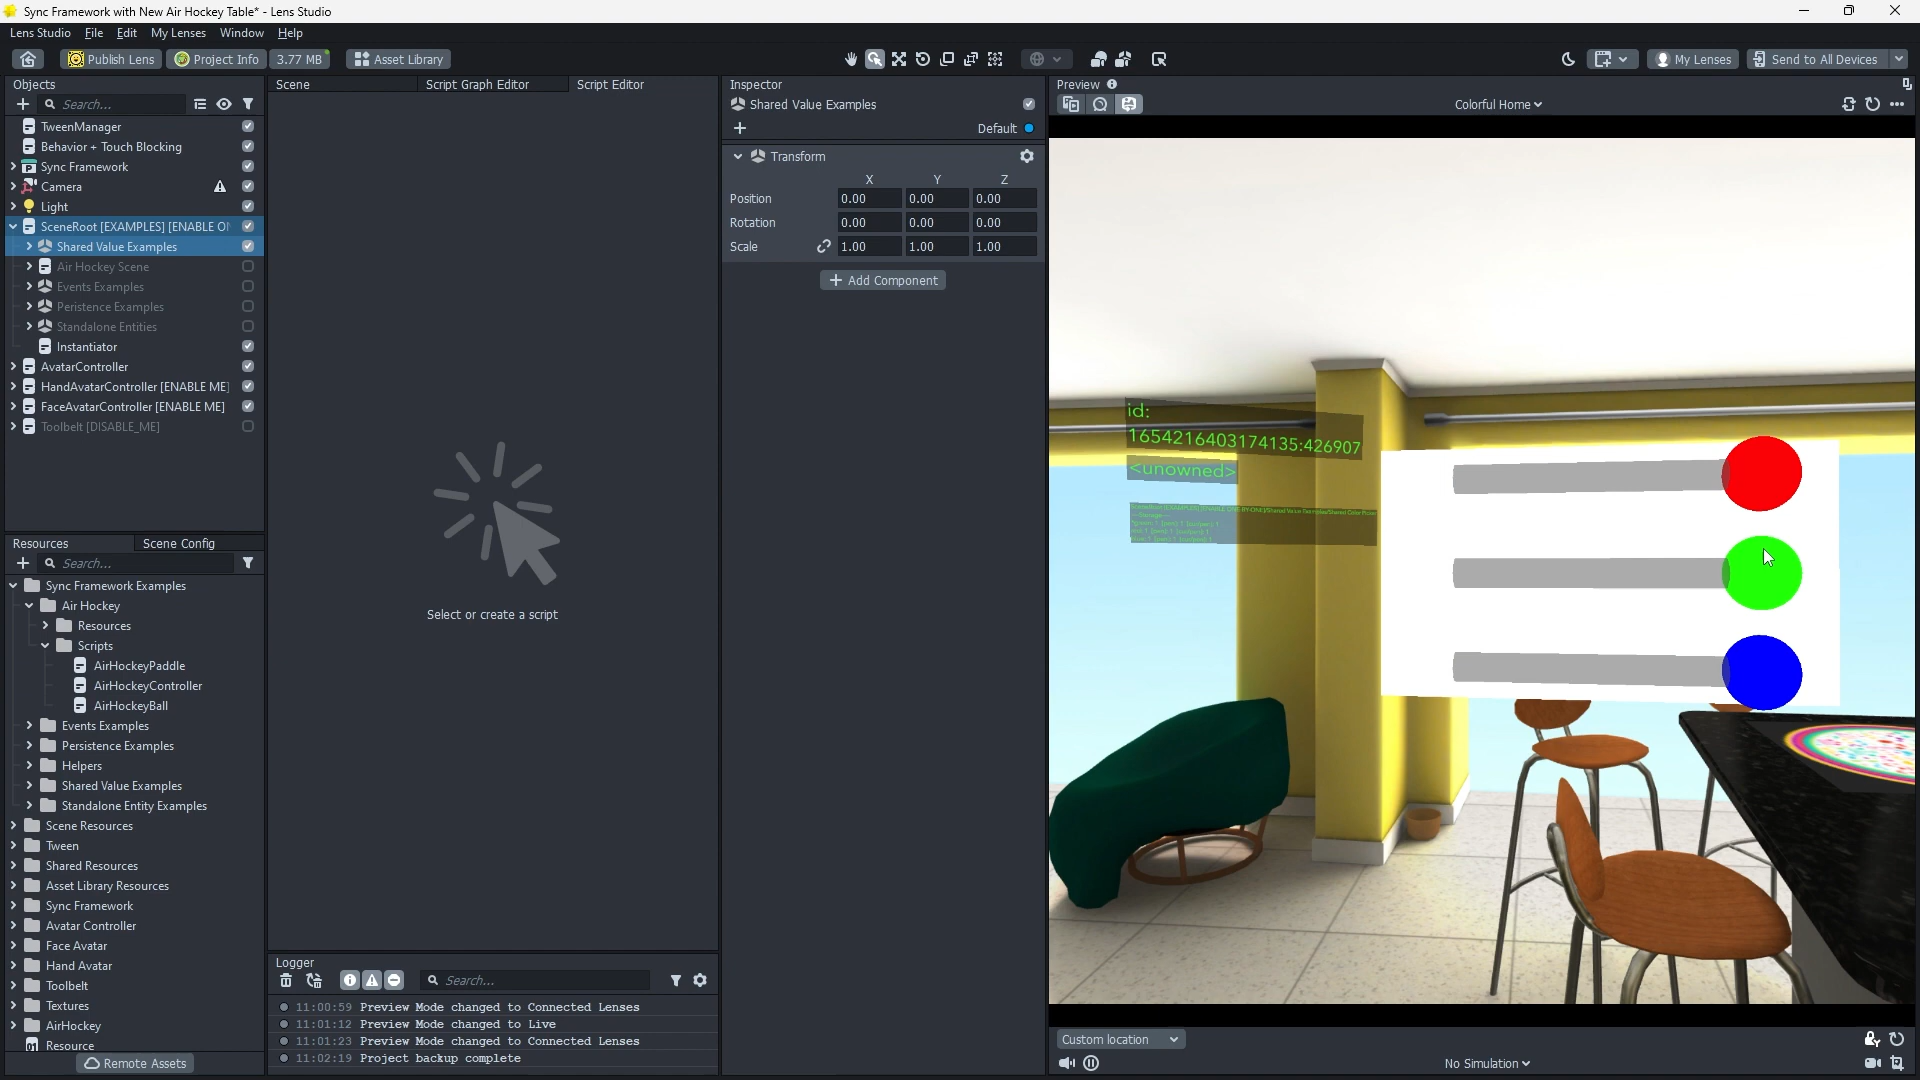 Sync Framework with New Air Hockey Table* - Lens Studio
Lens Studio File Edit My Lenses Window Help
Publish Lens Project Info 3.77 MB Asset Library My Lenses Send to All Devices
Objects
Search...
TweenManager
Behavior + Touch Blocking
Sync Framework
Camera
Light
SceneRoot [EXAMPLES] [ENABLE O
Shared Value Examples
Air Hockey Scene
Events Examples
Peristence Examples
Standalone Entities
Instantiator
AvatarController
HandAvatarController [ENABLE ME]
FaceAvatarController [ENABLE ME]
Toolbelt [DISABLE_ME]
Resources Scene Config
Search...
Sync Framework Examples
Air Hockey
Resources
Scripts
AirHockeyPaddle
AirHockeyController
AirHockeyBall
Events Examples
Persistence Examples
Helpers
Shared Value Examples
Standalone Entity Examples
Scene Resources
Tween
Shared Resources
Asset Library Resources
Sync Framework
Avatar Controller
Face Avatar
Hand Avatar
Toolbelt
Textures
AirHockey
Resource
Remote Assets
Scene Script Graph Editor Script Editor
Select or create a script
Logger
Search...
11:00:59 Preview Mode changed to Connected Lenses
11:01:12 Preview Mode changed to Live
11:01:23 Preview Mode changed to Connected Lenses
11:02:19 Project backup complete
Inspector
Shared Value Examples
Default
Transform
X Y Z
Position 0.00 0.00 0.00
Rotation 0.00 0.00 0.00
Scale 1.00 1.00 1.00
+ Add Component
Preview
Colorful Home
id:
1654216403174135:426907
<unowned>
Custom location
No Simulation